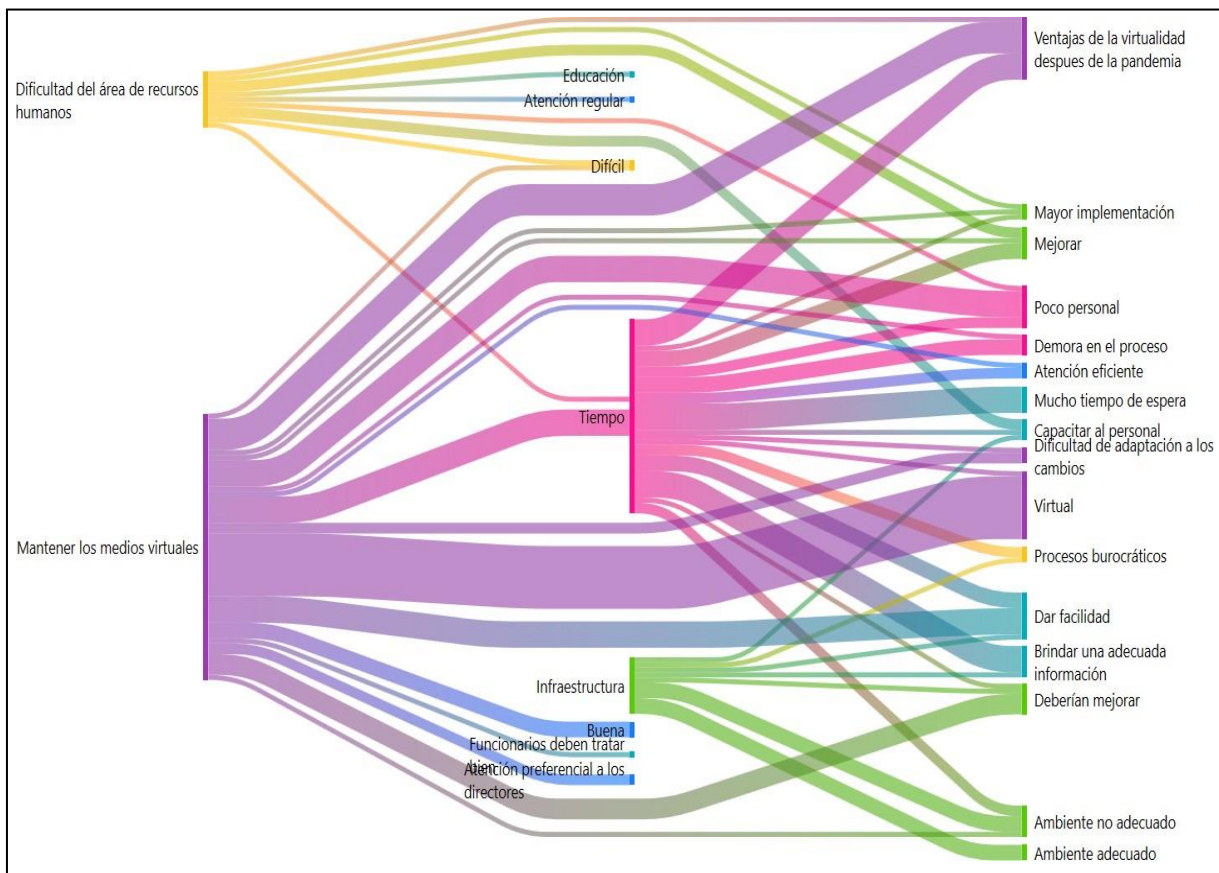 Dificultad del área de recursos
humanos
Mantener los medios virtuales
Educación
Atención regular
Difícil
Tiempo
Infraestructura
Buena
Funcionarios deben tratar
bien
Atención preferencial a los
directores
Ventajas de la virtualidad
despues de la pandemia
Mayor implementación
Mejorar
Poco personal
Demora en el proceso
Atención eficiente
Mucho tiempo de espera
Capacitar al personal
Dificultad de adaptación a los
cambios
Virtual
Procesos burocráticos
Dar facilidad
Brindar una adecuada
información
Deberían mejorar
Ambiente no adecuado
Ambiente adecuado